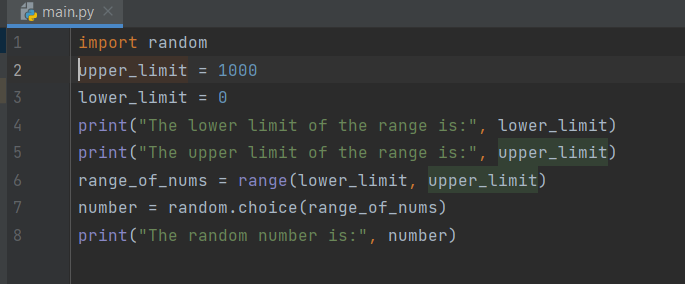 main.py
1 import random
2 upper_limit = 1000
3 lower_limit = 0
4 print("The lower limit of the range is:", lower_limit)
5 print("The upper limit of the range is:", upper_limit)
6 range_of_nums = range(lower_limit, upper_limit)
7 number = random.choice(range_of_nums)
8 print("The random number is:", number)